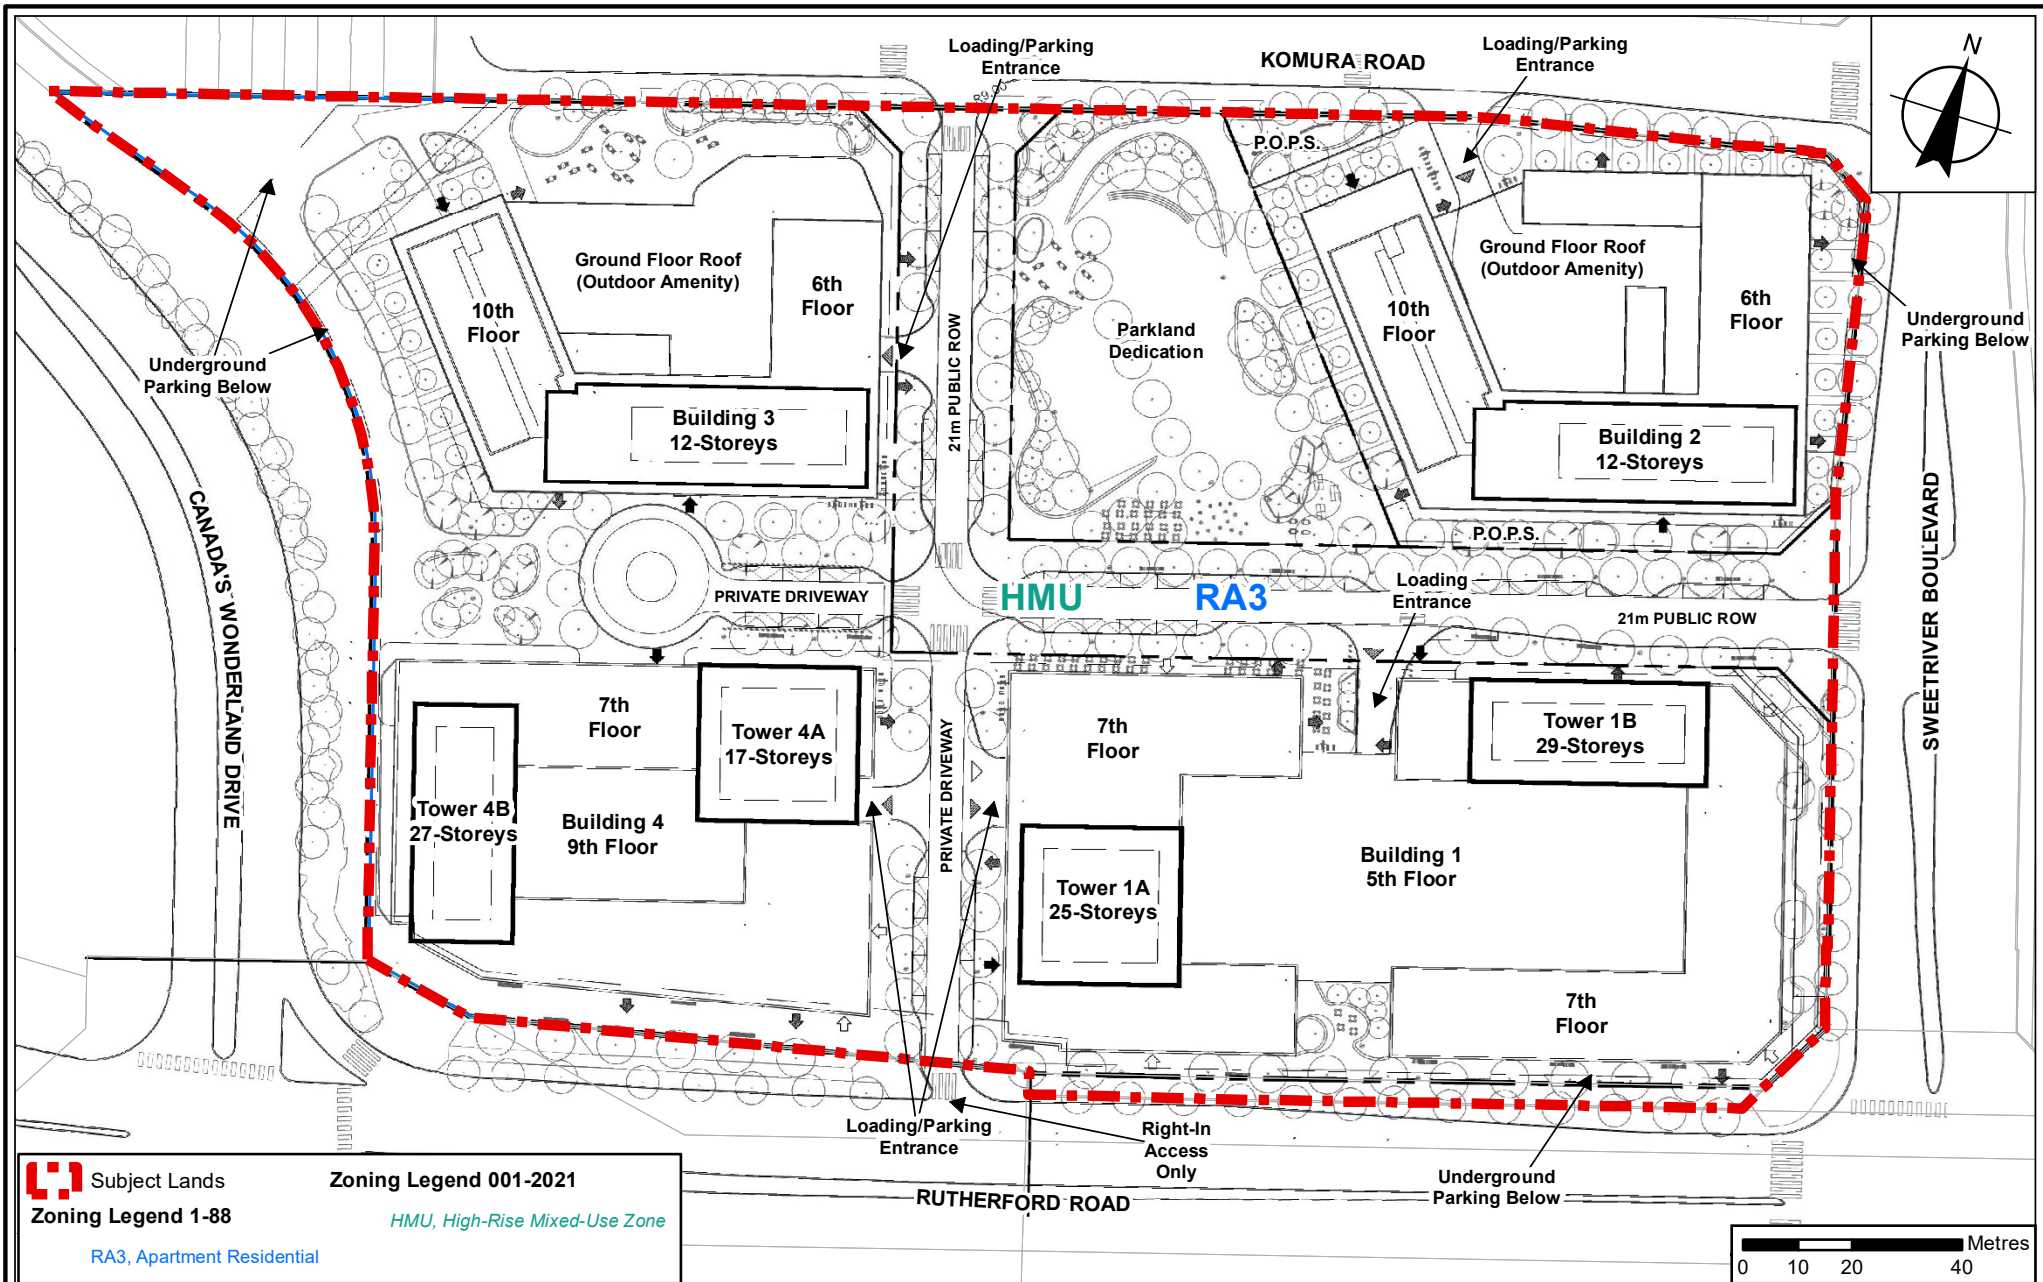 Loading/Parking
Entrance
KOMURA ROAD
Loading/Parking
Entrance
N
R9.00
P.O.P.S.
Ground Floor Roof
(Outdoor Amenity)
6th
Floor
10th
Floor
Underground
Parking Below
Parkland
Dedication
21m PUBLIC ROW
Ground Floor Roof
(Outdoor Amenity)
10th
Floor
6th
Floor
Underground
Parking Below
Building 3
12-Storeys
Building 2
12-Storeys
P.O.P.S.
CANADA'S WONDERLAND DRIVE
SWEETRIVER BOULEVARD
PRIVATE DRIVEWAY
HMU
RA3
Loading
Entrance
21m PUBLIC ROW
7th
Floor
Tower 4A
17-Storeys
Tower 4B
27-Storeys
Building 4
9th Floor
PRIVATE DRIVEWAY
7th
Floor
Tower 1B
29-Storeys
Tower 1A
25-Storeys
Building 1
5th Floor
7th
Floor
Loading/Parking
Entrance
Right-In
Access
Only
Underground
Parking Below
RUTHERFORD ROAD
Subject Lands
Zoning Legend 1-88
RA3, Apartment Residential
Zoning Legend 001-2021
HMU, High-Rise Mixed-Use Zone
Metres
0 10 20 40